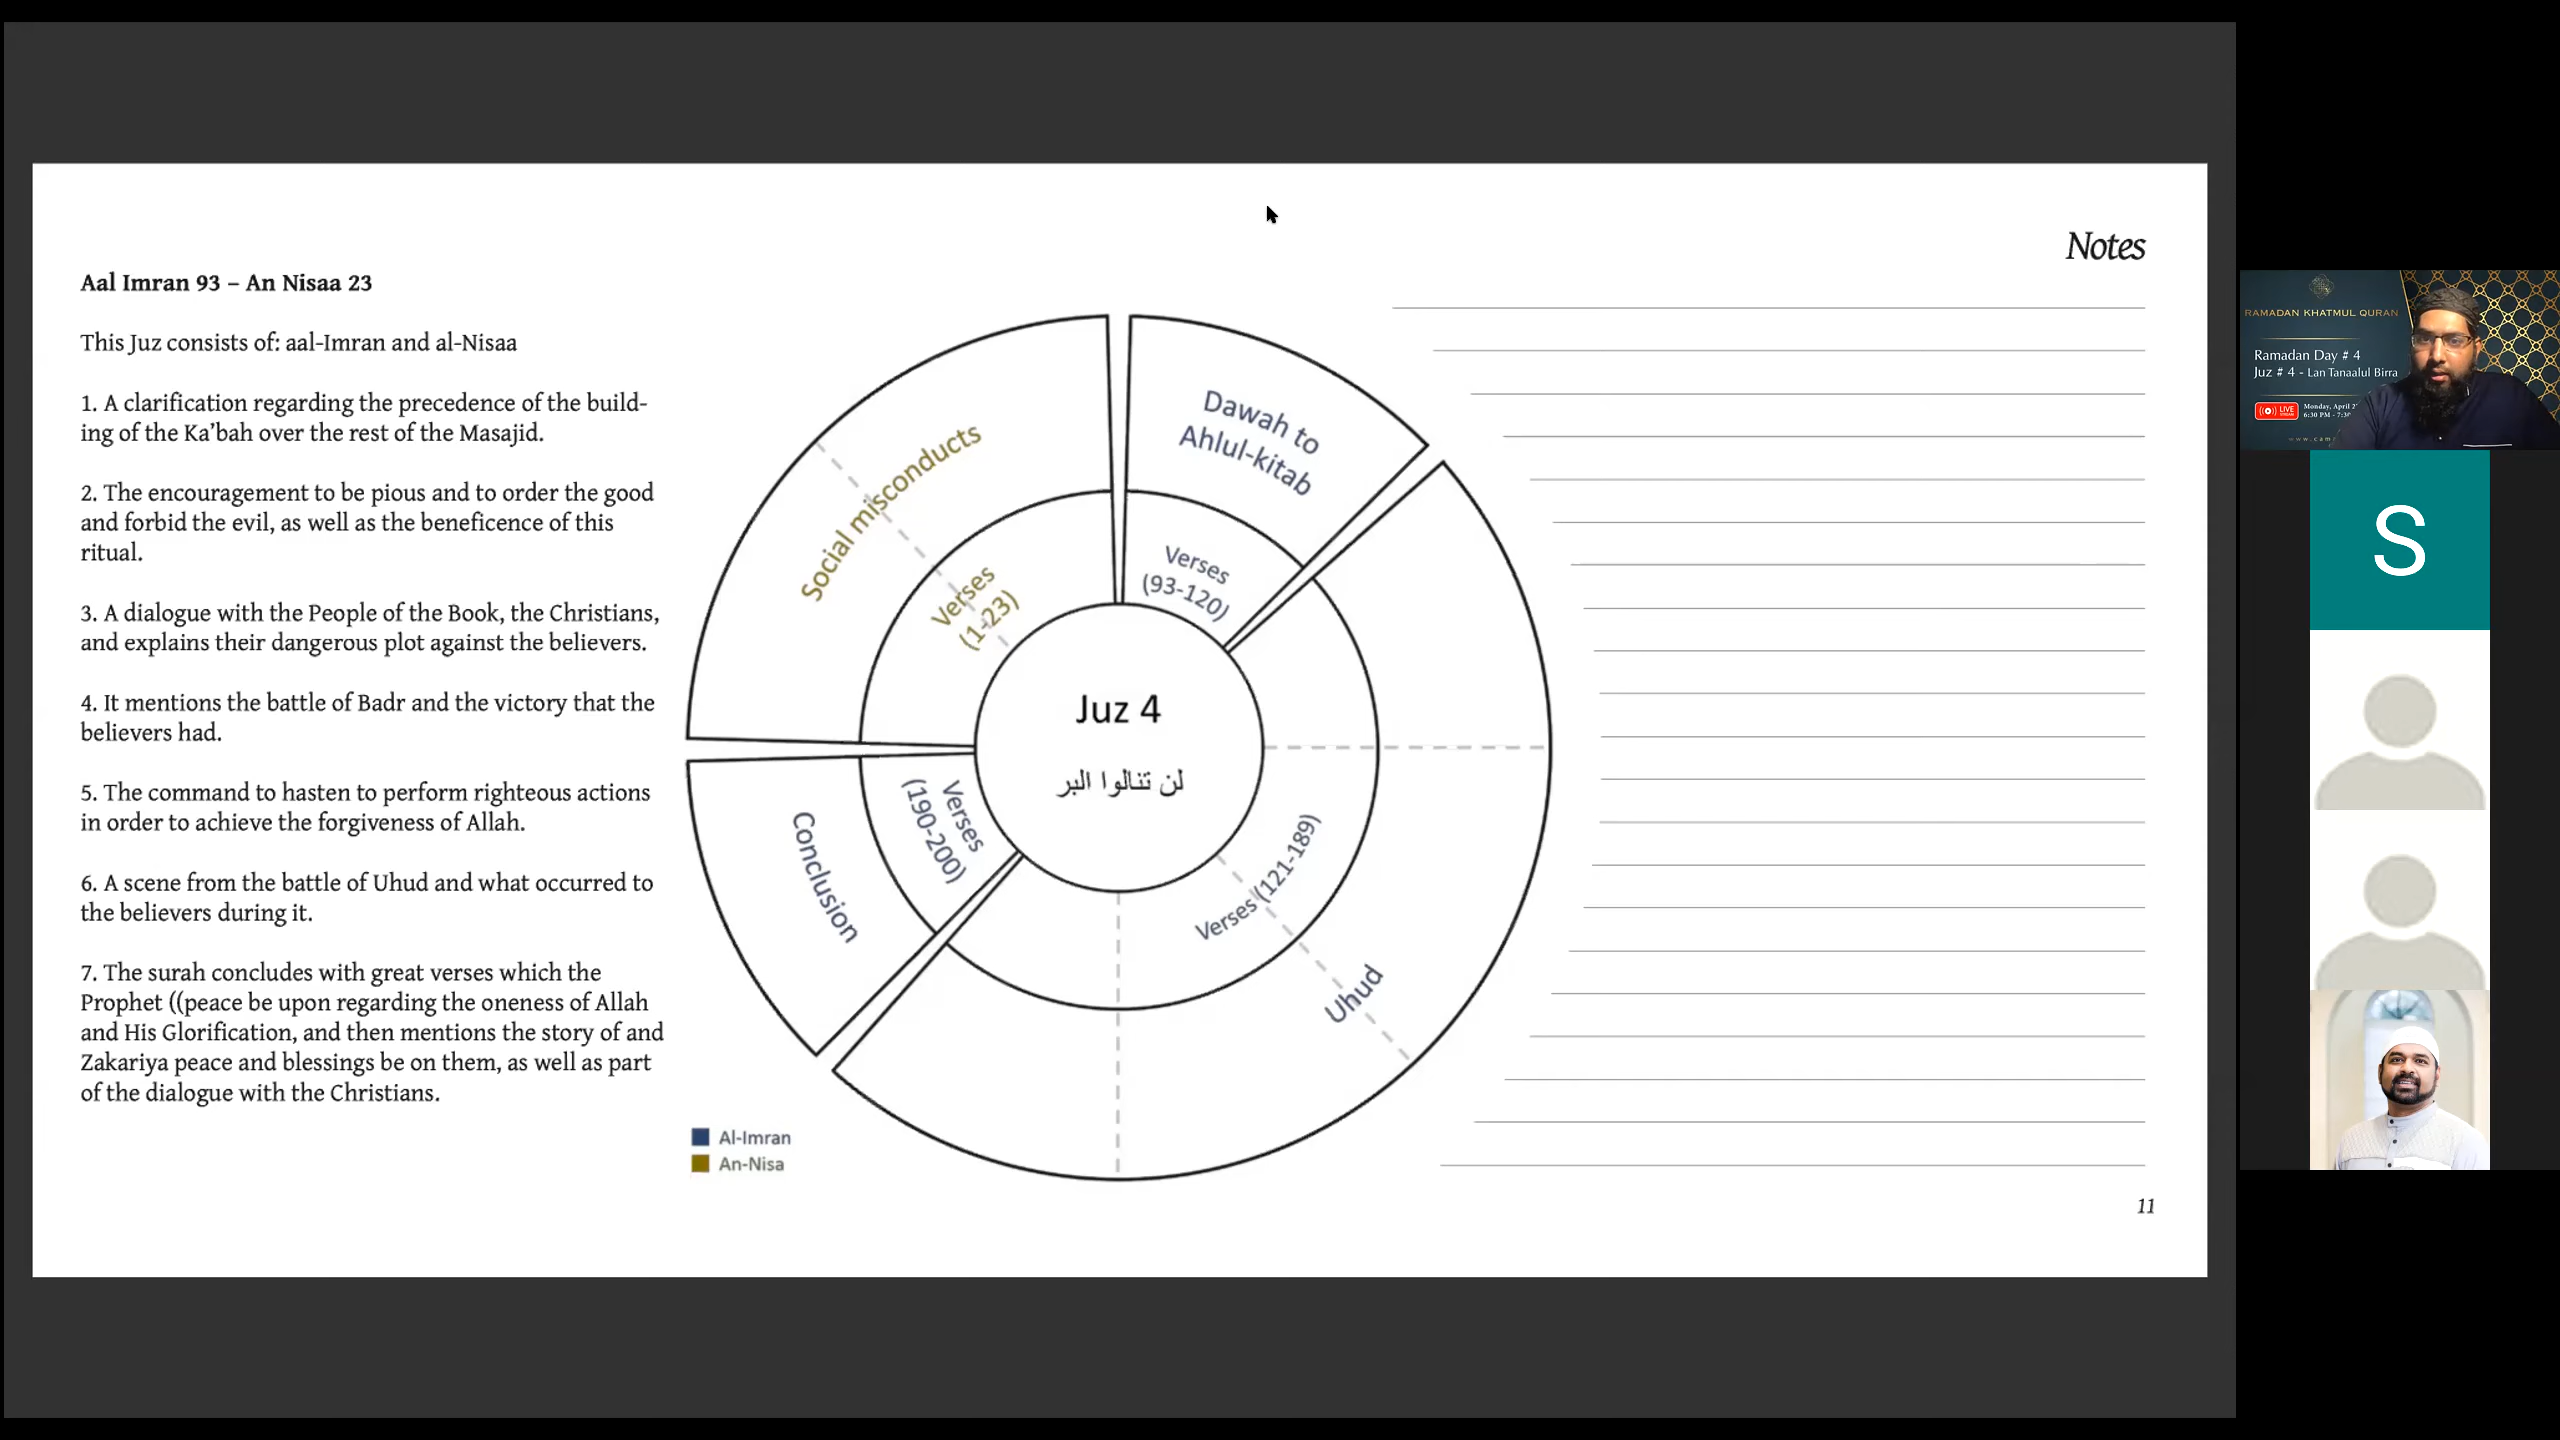 Notes
Aal Imran 93 – An Nisaa 23
This Juz consists of: aal-Imran and al-Nisaa
1. A clarification regarding the precedence of the build-
ing of the Ka’bah over the rest of the Masajid.
2. The encouragement to be pious and to order the good
and forbid the evil, as well as the beneficence of this
ritual.
3. A dialogue with the People of the Book, the Christians,
and explains their dangerous plot against the believers.
4. It mentions the battle of Badr and the victory that the
believers had.
5. The command to hasten to perform righteous actions
in order to achieve the forgiveness of Allah.
6. A scene from the battle of Uhud and what occurred to
the believers during it.
7. The surah concludes with great verses which the
Prophet ((peace be upon regarding the oneness of Allah
and His Glorification, and then mentions the story of and
Zakariya peace and blessings be on them, as well as part
of the dialogue with the Christians.
Dawah to
Ahlul-kitab
Verses
(93-120)
Uhud
Verses (121-189)
Conclusion
Verses
(190-200)
Social misconducts
Verses
(1-23)
Juz 4
لن تنالوا البر
Al-Imran
An-Nisa
11
RAMADAN KHATMUL QURAN
Ramadan Day # 4
Juz # 4 - Lan Tanaalul Birra
LIVE
Monday, April
6:30 PM - 7:3
S